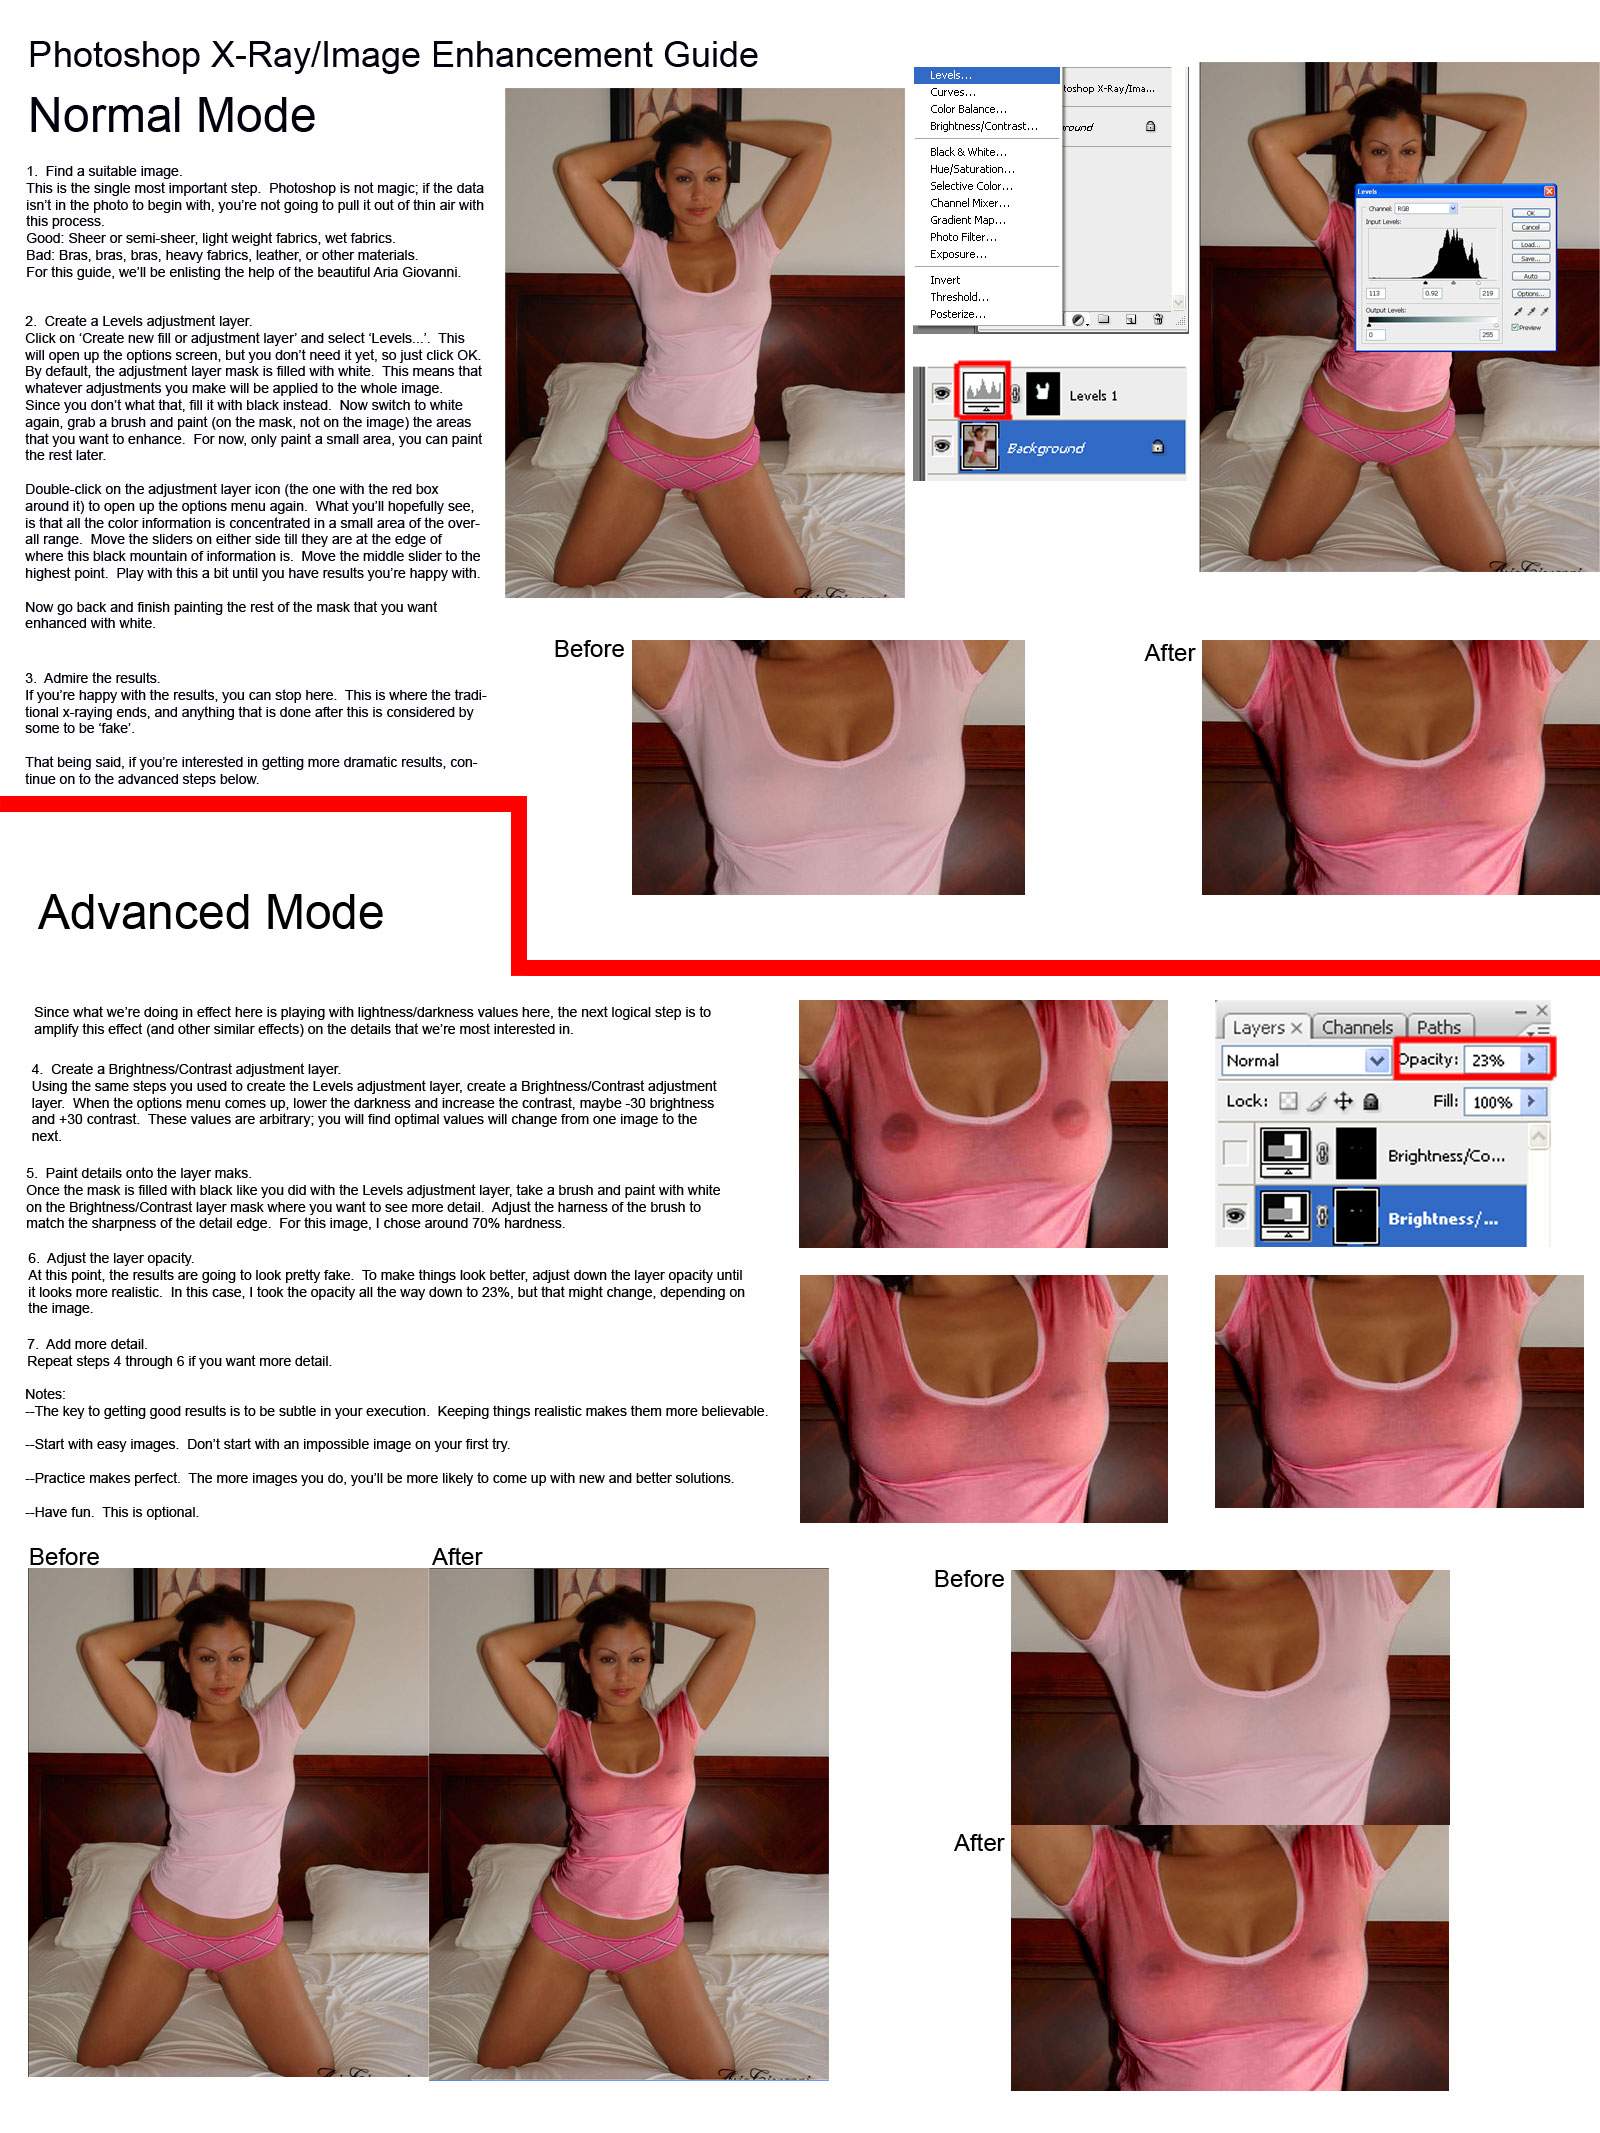 Photoshop X-Ray/Image Enhancement Guide
Normal Mode
1.  Find a suitable image.
This is the single most important step.  Photoshop is not magic; if the data
isn't in the photo to begin with, you're not going to pull it out of thin air with
this process.
Good: Sheer or semi-sheer, light weight fabrics, wet fabrics.
Bad: Bras, bras, bras, heavy fabrics, leather, or other materials.
For this guide, we'll be enlisting the help of the beautiful Aria Giovanni.
2.  Create a Levels adjustment layer.
Click on 'Create new fill or adjustment layer' and select 'Levels...'.  This
will open up the options screen, but you don't need it yet, so just click OK.
By default, the adjustment layer mask is filled with white.  This means that
whatever adjustments you make will be applied to the whole image.
Since you don't what that, fill it with black instead.  Now switch to white
again, grab a brush and paint (on the mask, not on the image) the areas
that you want to enhance.  For now, only paint a small area, you can paint
the rest later.
Double-click on the adjustment layer icon (the one with the red box
around it) to open up the options menu again.  What you'll hopefully see,
is that all the color information is concentrated in a small area of the over-
all range.  Move the sliders on either side till they are at the edge of
where this black mountain of information is.  Move the middle slider to the
highest point.  Play with this a bit until you have results you're happy with.
Now go back and finish painting the rest of the mask that you want
enhanced with white.
3.  Admire the results.
If you're happy with the results, you can stop here.  This is where the tradi-
tional x-raying ends, and anything that is done after this is considered by
some to be 'fake'.
That being said, if you're interested in getting more dramatic results, con-
tinue on to the advanced steps below.
Levels...
Curves...
Color Balance...
Brightness/Contrast...
Black & White...
Hue/Saturation...
Selective Color...
Channel Mixer...
Gradient Map...
Photo Filter...
Exposure...
Invert
Threshold...
Posterize...
toshop X-Ray/Ima...
round
Levels 1
Background
Levels
Channel: RGB
Input Levels:
113 0.92 219
Output Levels:
0 255
OK
Cancel
Load...
Save...
Auto
Options...
Preview
Before
After
Advanced Mode
Since what we're doing in effect here is playing with lightness/darkness values here, the next logical step is to
amplify this effect (and other similar effects) on the details that we're most interested in.
4.  Create a Brightness/Contrast adjustment layer.
Using the same steps you used to create the Levels adjustment layer, create a Brightness/Contrast adjustment
layer.  When the options menu comes up, lower the darkness and increase the contrast, maybe -30 brightness
and +30 contrast.  These values are arbitrary; you will find optimal values will change from one image to the
next.
5.  Paint details onto the layer maks.
Once the mask is filled with black like you did with the Levels adjustment layer, take a brush and paint with white
on the Brightness/Contrast layer mask where you want to see more detail.  Adjust the harness of the brush to
match the sharpness of the detail edge.  For this image, I chose around 70% hardness.
6.  Adjust the layer opacity.
At this point, the results are going to look pretty fake.  To make things look better, adjust down the layer opacity until
it looks more realistic.  In this case, I took the opacity all the way down to 23%, but that might change, depending on
the image.
7.  Add more detail.
Repeat steps 4 through 6 if you want more detail.
Notes:
--The key to getting good results is to be subtle in your execution.  Keeping things realistic makes them more believable.
--Start with easy images.  Don't start with an impossible image on your first try.
--Practice makes perfect.  The more images you do, you'll be more likely to come up with new and better solutions.
--Have fun.  This is optional.
Layers Channels Paths
Normal Opacity: 23%
Lock: Fill: 100%
Brightness/Co...
Brightness/...
Before
After
Before
After